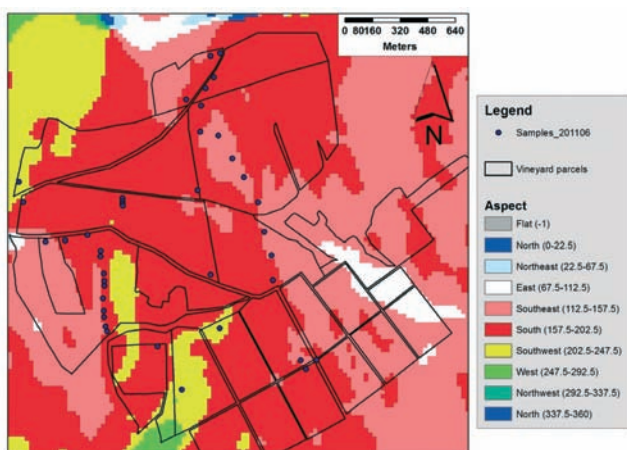 0 80160 320 480 640
Meters
N
Legend
Samples_201106
Vineyard parcels
Aspect
Flat (-1)
North (0-22.5)
Northeast (22.5-67.5)
East (67.5-112.5)
Southeast (112.5-157.5)
South (157.5-202.5)
Southwest (202.5-247.5)
West (247.5-292.5)
Northwest (292.5-337.5)
North (337.5-360)